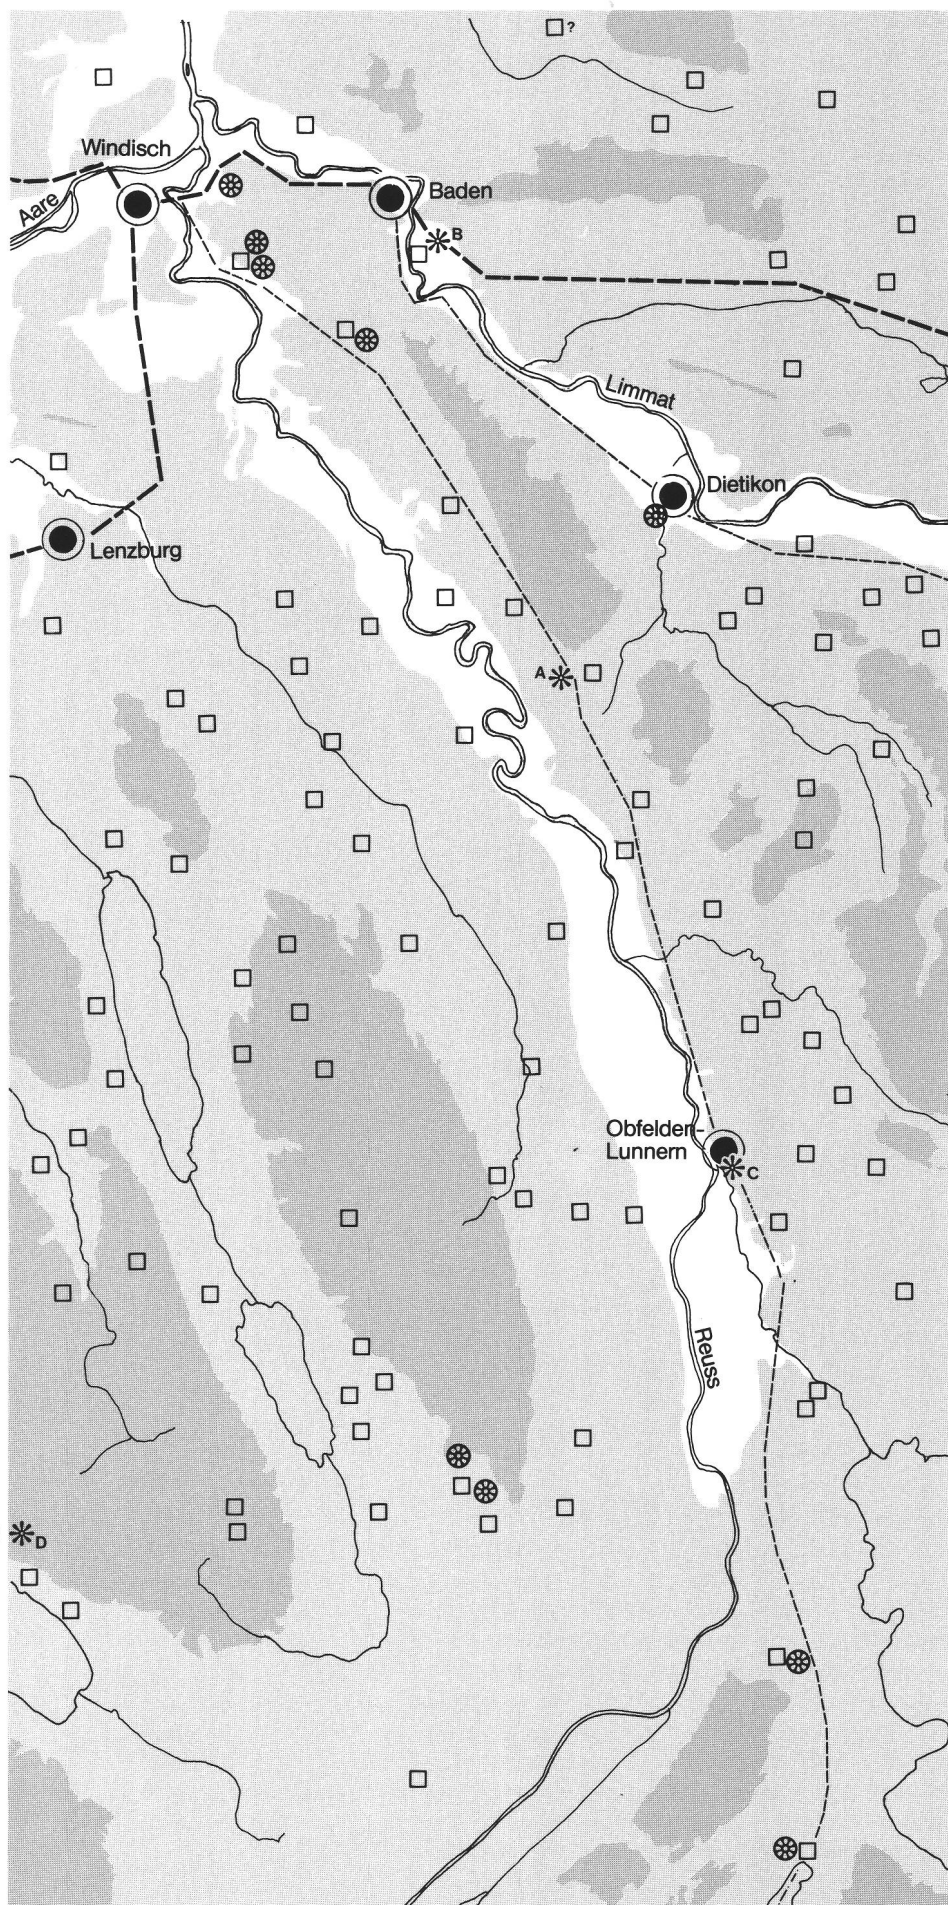 ?
Windisch
Aare
Baden
B
Limmat
Dietikon
Lenzburg
A
Obfelden-
Lunnern
C
Reuss
D